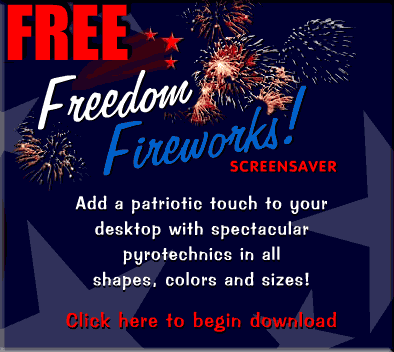 FREE
Freedom
Fireworks!
SCREENSAVER
Add a patriotic touch to your
desktop with spectacular
pyrotechnics in all
shapes, colors and sizes!
Click here to begin download